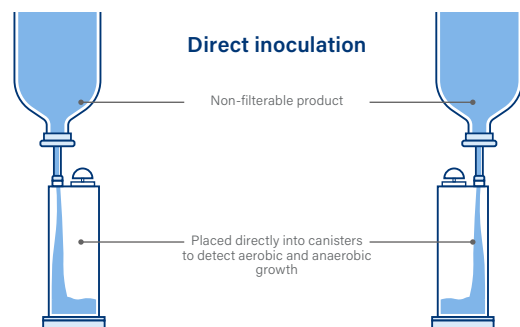 Direct inoculation
Non-filterable product
Placed directly into canisters
to detect aerobic and anaerobic
growth